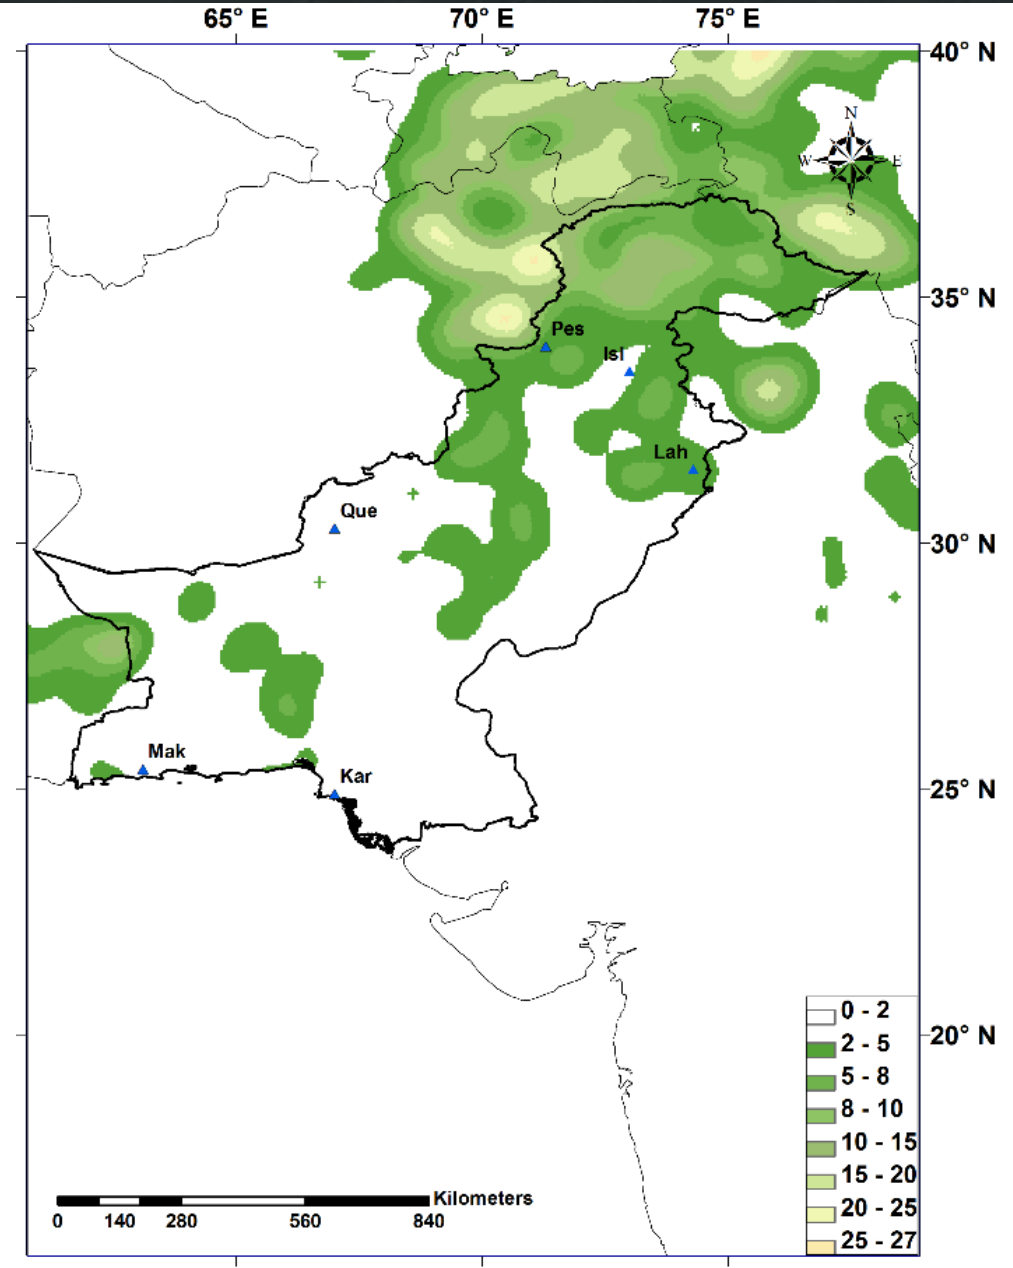 65° E 70° E 75° E
40° N
N
W E
S
35° N
Pes
Isl
Lah
Que
30° N
Mak
Kar
25° N
0 - 2
20° N
2 - 5
5 - 8
8 - 10
10 - 15
15 - 20
20 - 25
25 - 27
Kilometers
0 140 280 560 840